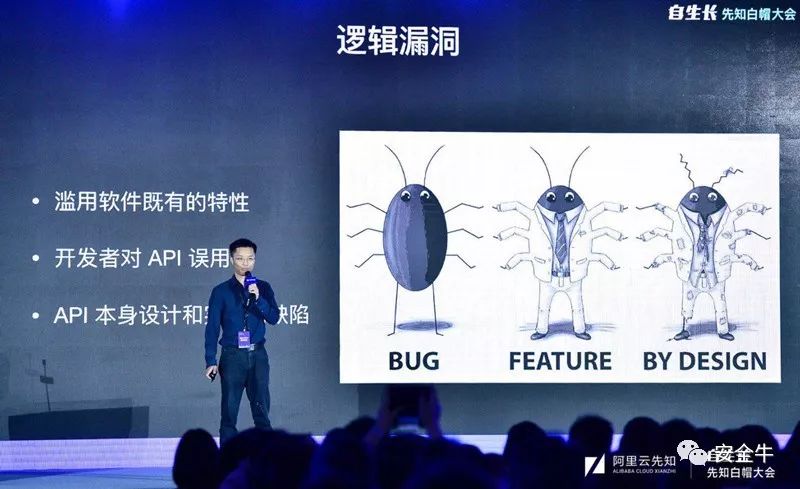 自生长 先知白帽大会
逻辑漏洞
• 滥用软件既有的特性
• 开发者对 API 误用
• API 本身设计和 缺陷
BUG
FEATURE
BY DESIGN
阿里云先知
ALIBABA CLOUD XIANZHI
安全牛
先知白帽大会